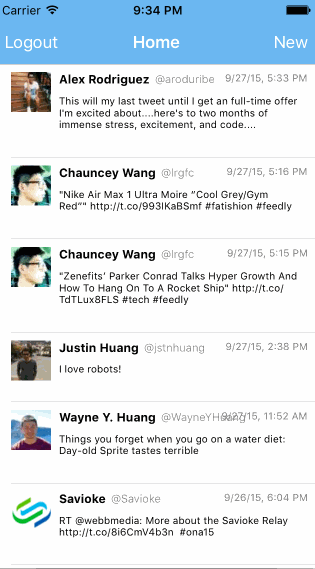 Carrier 9:34 PM
Logout Home New
Alex Rodriguez @aroduribe 9/27/15, 5:33 PM
This will my last tweet until I get an full-time offer
I'm excited about....here's to two months of
immense stress, excitement, and code....
Chauncey Wang @lrgfc 9/27/15, 5:16 PM
"Nike Air Max 1 Ultra Moire “Cool Grey/Gym
Red“" http://t.co/993IKaBSmf #fatishion #feedly
Chauncey Wang @lrgfc 9/27/15, 5:15 PM
"Zenefits’ Parker Conrad Talks Hyper Growth And
How To Hang On To A Rocket Ship" http://t.co/
TdTLux8FLS #tech #feedly
Justin Huang @jstnhuang 9/27/15, 2:38 PM
I love robots!
Wayne Y. Huang @WayneYHuang 9/27/15, 11:52 AM
Things you forget when you go on a water diet:
Day-old Sprite tastes terrible
Savioke @Savioke 9/26/15, 6:04 PM
RT @webbmedia: More about the Savioke Relay
http://t.co/8i6CmV4b3n #ona15